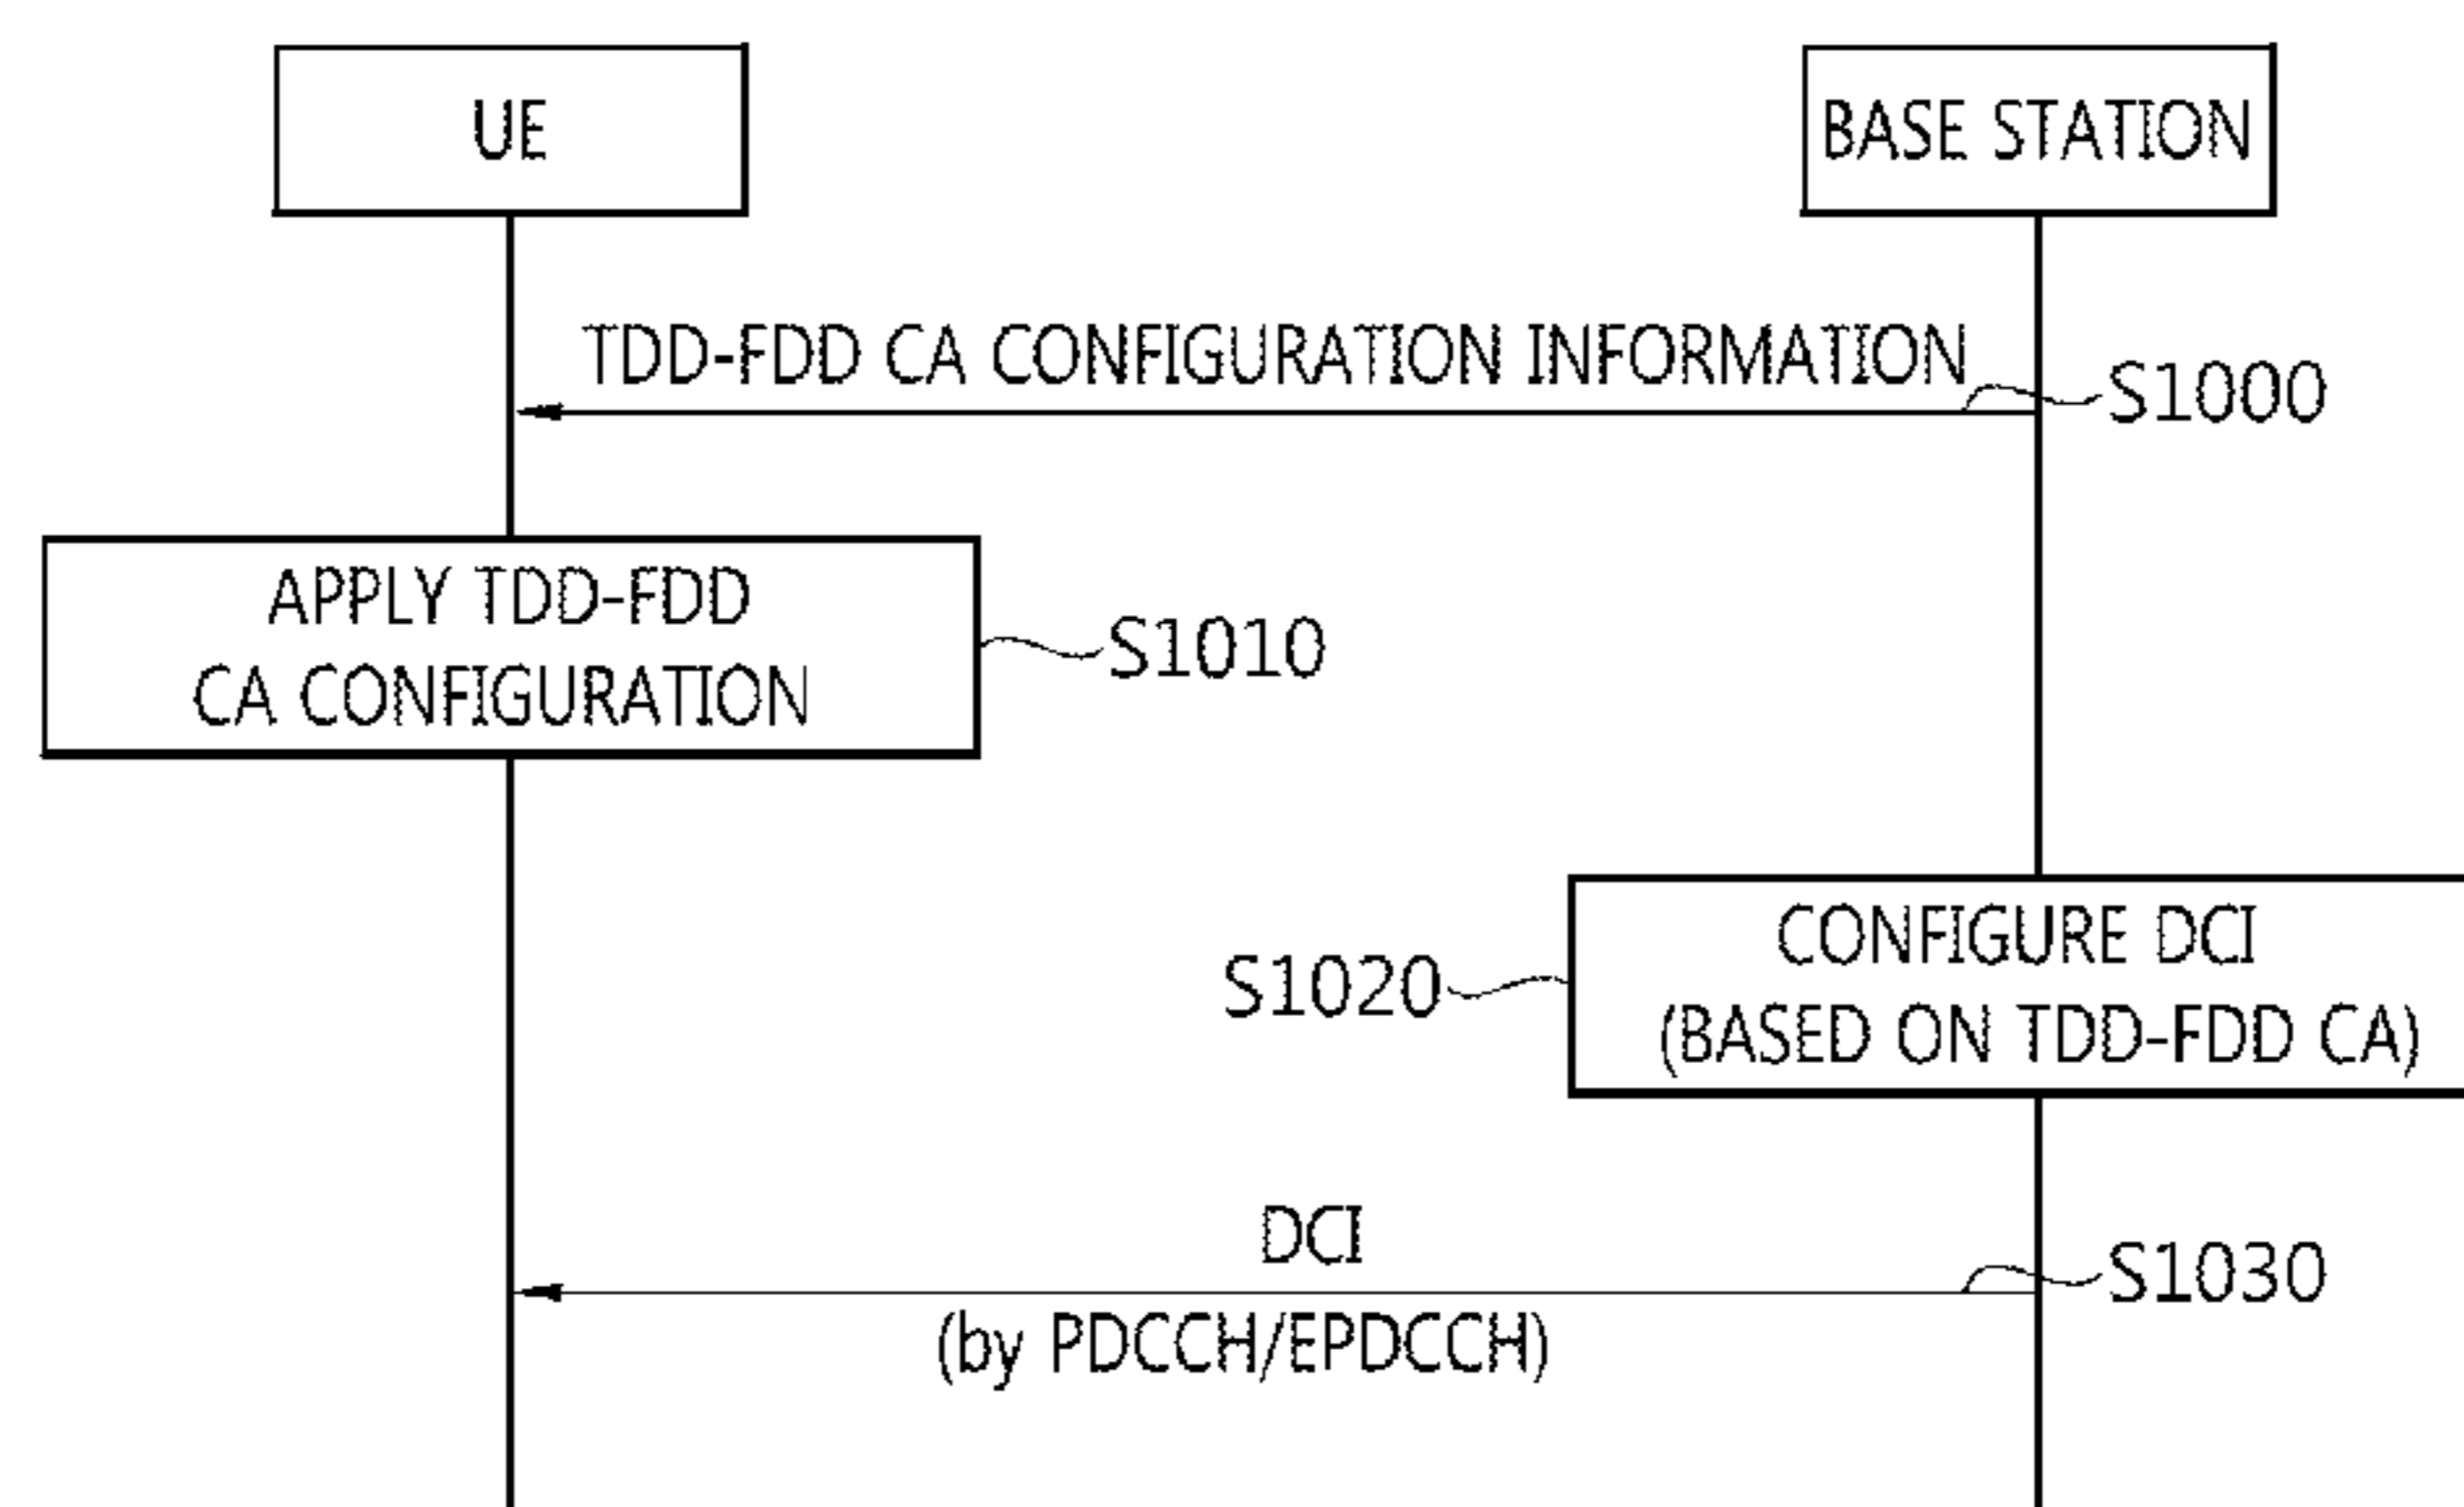 UE
BASE STATION
TDD-FDD CA CONFIGURATION INFORMATION
S1000
APPLY TDD-FDD
CA CONFIGURATION
S1010
CONFIGURE DCI
(BASED ON TDD-FDD CA)
S1020
DCI
S1030
(by PDCCH/EPDCCH)